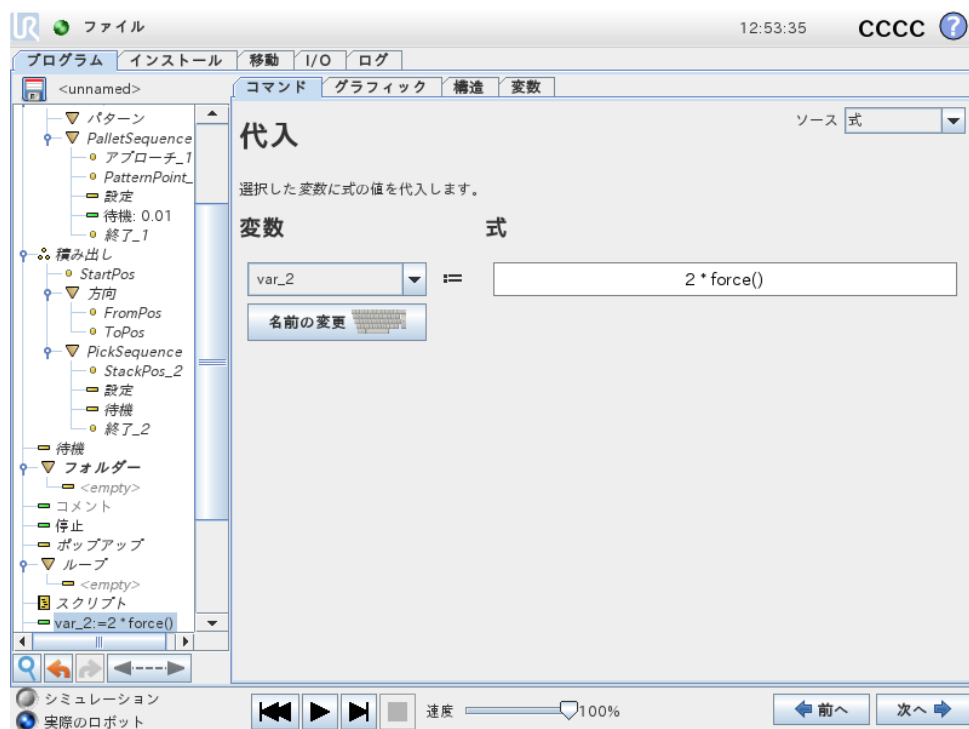 UR ファイル 12:53:35 CCCC ?
プログラム インストール 移動 I/O ログ
<unnamed>
コマンド グラフィック 構造 変数
パターン
PalletSequence
アプローチ_1
PatternPoint_
設定
待機: 0.01
終了_1
積み出し
StartPos
方向
FromPos
ToPos
PickSequence
StackPos_2
設定
待機
終了_2
待機
フォルダー
<empty>
コメント
停止
ポップアップ
ループ
<empty>
スクリプト
var_2:=2 * force()
代入
ソース 式
選択した変数に式の値を代入します。
変数 式
var_2 := 2 * force()
名前の変更
シミュレーション
実際のロボット
速度 100%
前へ 次へ